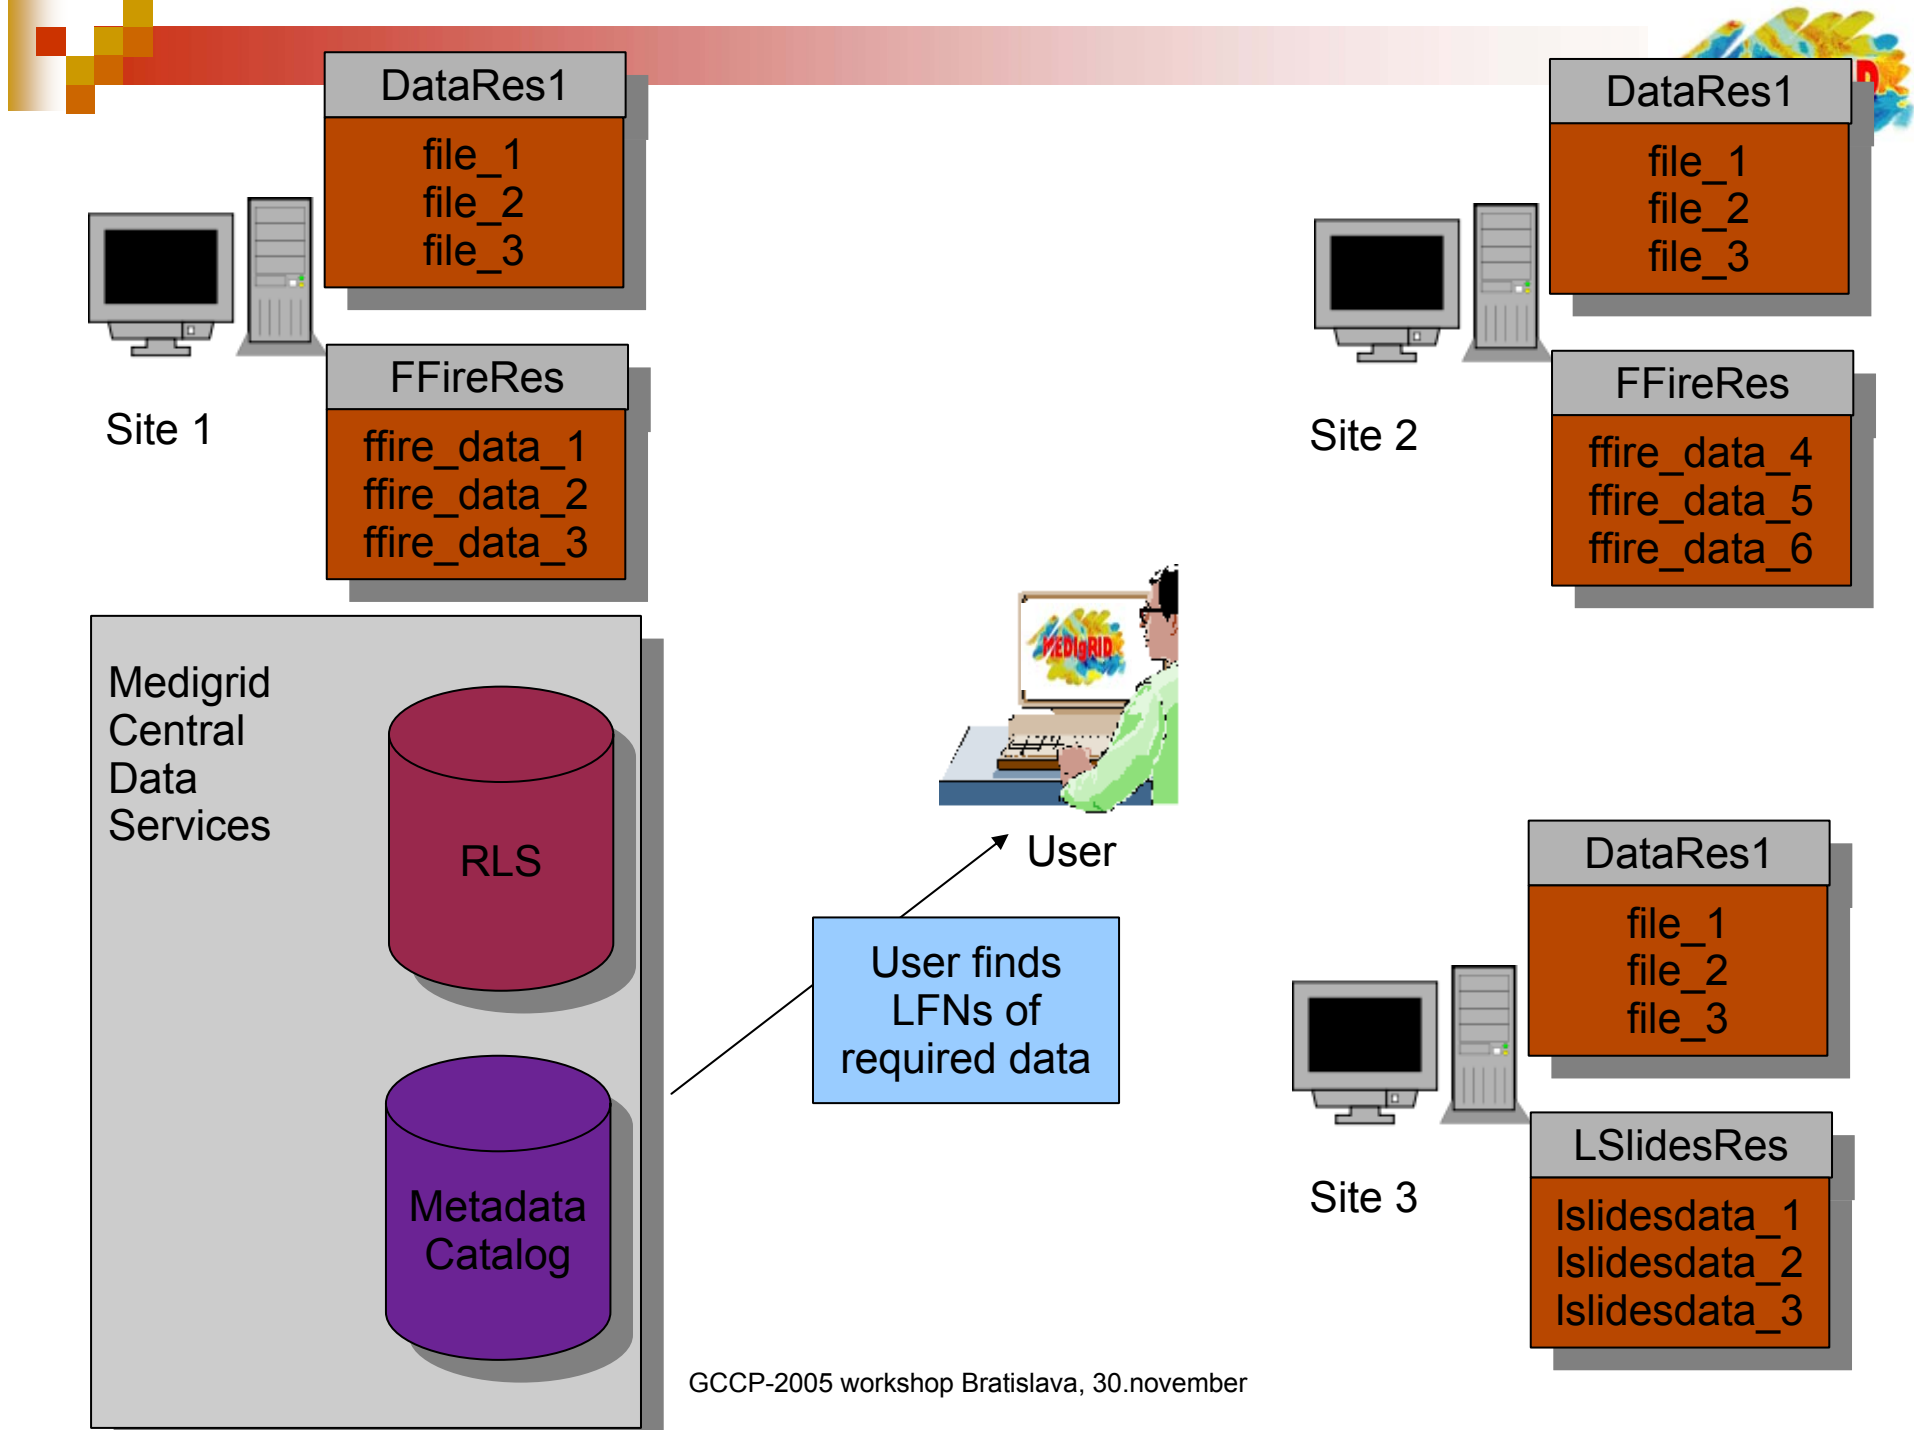 DataRes1
file_1
file_2
file_3
FFireRes
ffire_data_1
ffire_data_2
ffire_data_3
Site 1
DataRes1
file_1
file_2
file_3
FFireRes
ffire_data_4
ffire_data_5
ffire_data_6
Site 2
Medigrid
Central
Data
Services
RLS
Metadata
Catalog
MEDIgRID
User
User finds
LFNs of
required data
DataRes1
file_1
file_2
file_3
LSlidesRes
lslidesdata_1
lslidesdata_2
lslidesdata_3
Site 3
GCCP-2005 workshop Bratislava, 30.november